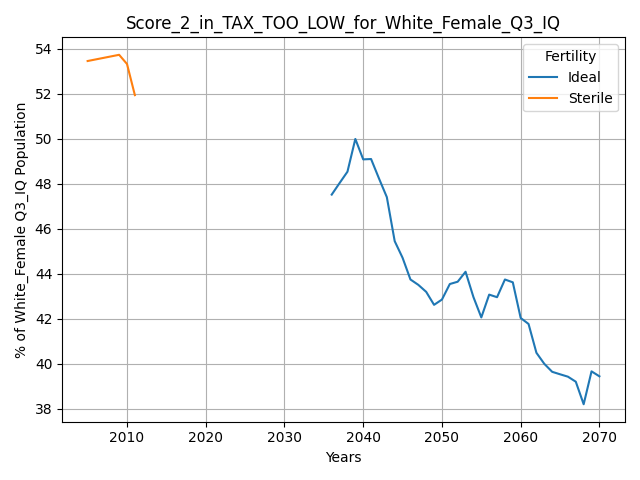 Score_2_in_TAX_TOO_LOW_for_White_Female_Q3_IQ
Fertility
Ideal
Sterile
% of White_Female Q3_IQ Population
54
52
50
48
46
44
42
40
38
2010 2020 2030 2040 2050 2060 2070
Years